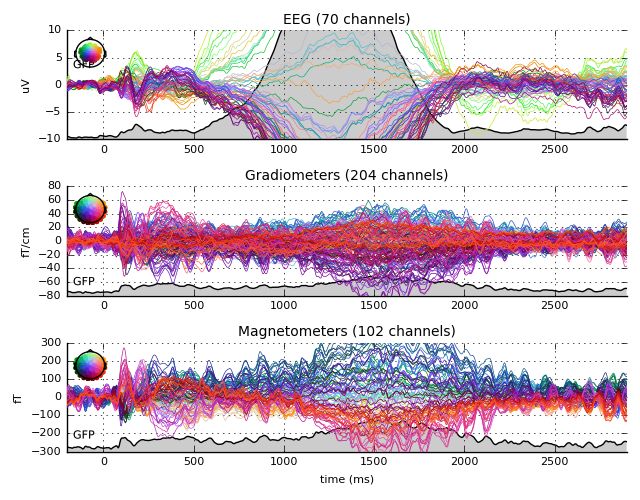 EEG (70 channels)
10
5
0
−5
−10
uV
GFP
0 500 1000 1500 2000 2500
Gradiometers (204 channels)
80
60
40
20
0
−20
−40
−60
−80
fT/cm
GFP
0 500 1000 1500 2000 2500
Magnetometers (102 channels)
300
200
100
0
−100
−200
−300
fT
GFP
0 500 1000 1500 2000 2500
time (ms)